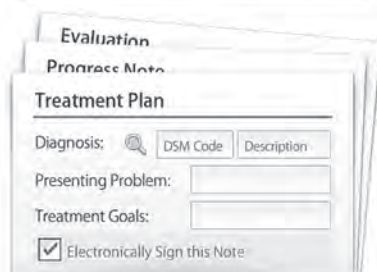 Evaluation
Progress Note
Treatment Plan
Diagnosis: DSM Code Description
Presenting Problem:
Treatment Goals:
Electronically Sign this Note